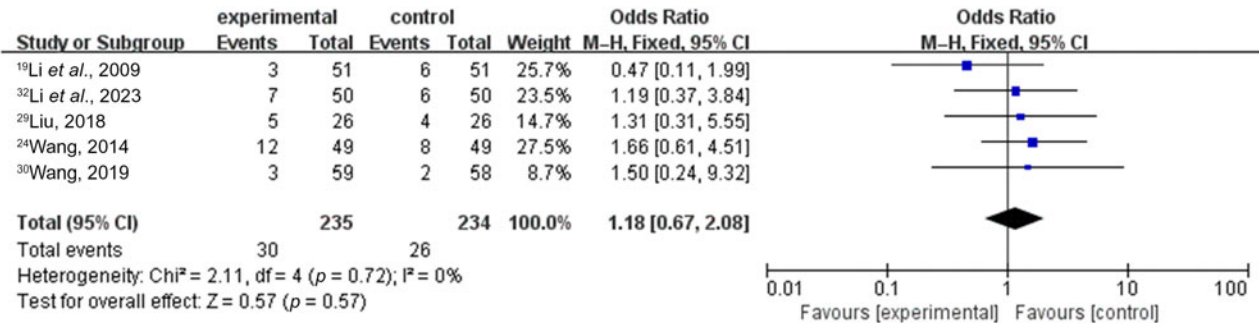 experimental control Odds Ratio Odds Ratio
Study or Subgroup Events Total Events Total Weight M–H, Fixed, 95% CI M–H, Fixed, 95% CI
¹⁹Li et al., 2009 3 51 6 51 25.7% 0.47 [0.11, 1.99]
³²Li et al., 2023 7 50 6 50 23.5% 1.19 [0.37, 3.84]
²⁹Liu, 2018 5 26 4 26 14.7% 1.31 [0.31, 5.55]
²⁴Wang, 2014 12 49 8 49 27.5% 1.66 [0.61, 4.51]
³⁰Wang, 2019 3 59 2 58 8.7% 1.50 [0.24, 9.32]
Total (95% CI) 235 234 100.0% 1.18 [0.67, 2.08]
Total events 30 26
Heterogeneity: Chi² = 2.11, df = 4 (p = 0.72); I² = 0%
Test for overall effect: Z = 0.57 (p = 0.57)
0.01 0.1 1 10 100
Favours [experimental] Favours [control]